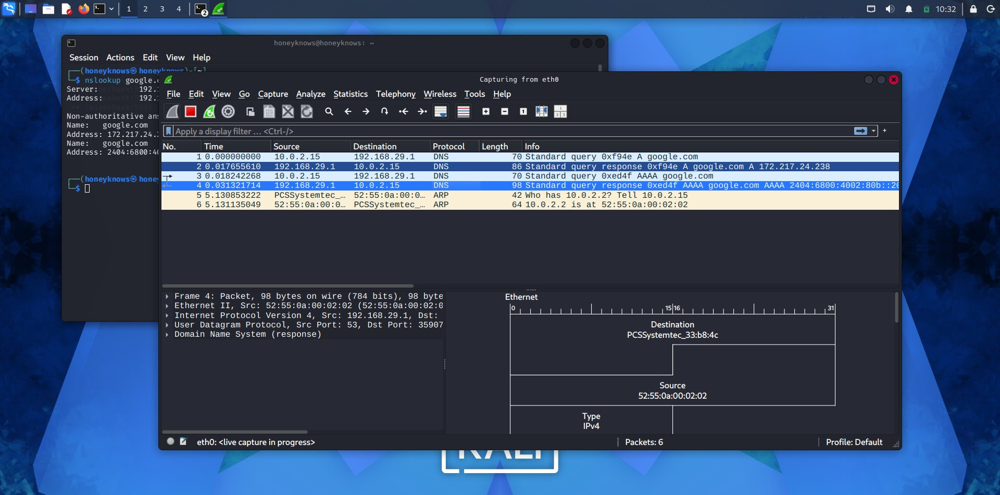 1 2 3 4 2 10:32
honeyknows@honeyknows: ~
Session Actions Edit View Help
(honeyknows㉿honeyknows)-[~]
$ nslookup google.
Server: 192.
Address: 192.
Non-authoritative
Name: google.com
Address: 172.217.24.
Name: google.com
Address: 2404:6800:
(honeyknows㉿
$
Capturing from eth0
File Edit View Go Capture Analyze Statistics Telephony Wireless Tools Help
Apply a display filter … <Ctrl-/>
No. Time Source Destination Protocol Length Info
1 0.000000000 10.0.2.15 192.168.29.1 DNS 70 Standard query 0xf94e A google.com
2 0.017655610 192.168.29.1 10.0.2.15 DNS 86 Standard query response 0xf94e A google.com A 172.217.24.238
3 0.018242268 10.0.2.15 192.168.29.1 DNS 70 Standard query 0xed4f AAAA google.com
4 0.031321714 192.168.29.1 10.0.2.15 DNS 98 Standard query response 0xed4f AAAA google.com AAAA 2404:6800:4002:80b::20
5 5.130853222 PCSSystemtec_… 52:55:0a:00:0… ARP 42 Who has 10.0.2.2? Tell 10.0.2.15
6 5.131135049 52:55:0a:00:0… PCSSystemtec_… ARP 64 10.0.2.2 is at 52:55:0a:00:02:02
Frame 4: Packet, 98 bytes on wire (784 bits), 98 byte
Ethernet II, Src: 52:55:0a:00:02:02 (52:55:0a:00:02:0
Internet Protocol Version 4, Src: 192.168.29.1, Dst:
User Datagram Protocol, Src Port: 53, Dst Port: 35907
Domain Name System (response)
Ethernet
0 15 16 31
Destination
PCSSystemtec_33:b8:4c
Source
52:55:0a:00:02:02
Type
IPv4
eth0: <live capture in progress> Packets: 6 Profile: Default
KALI